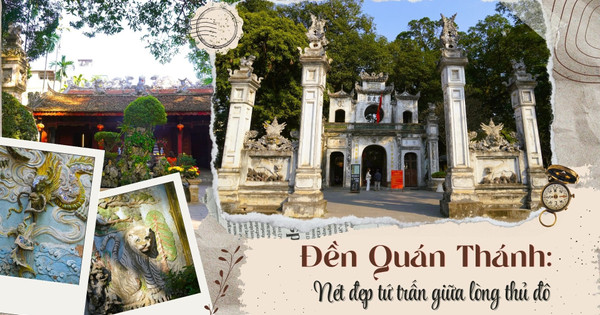 Đền Quán Thánh:
Nét đẹp tứ trấn giữa lòng thủ đô